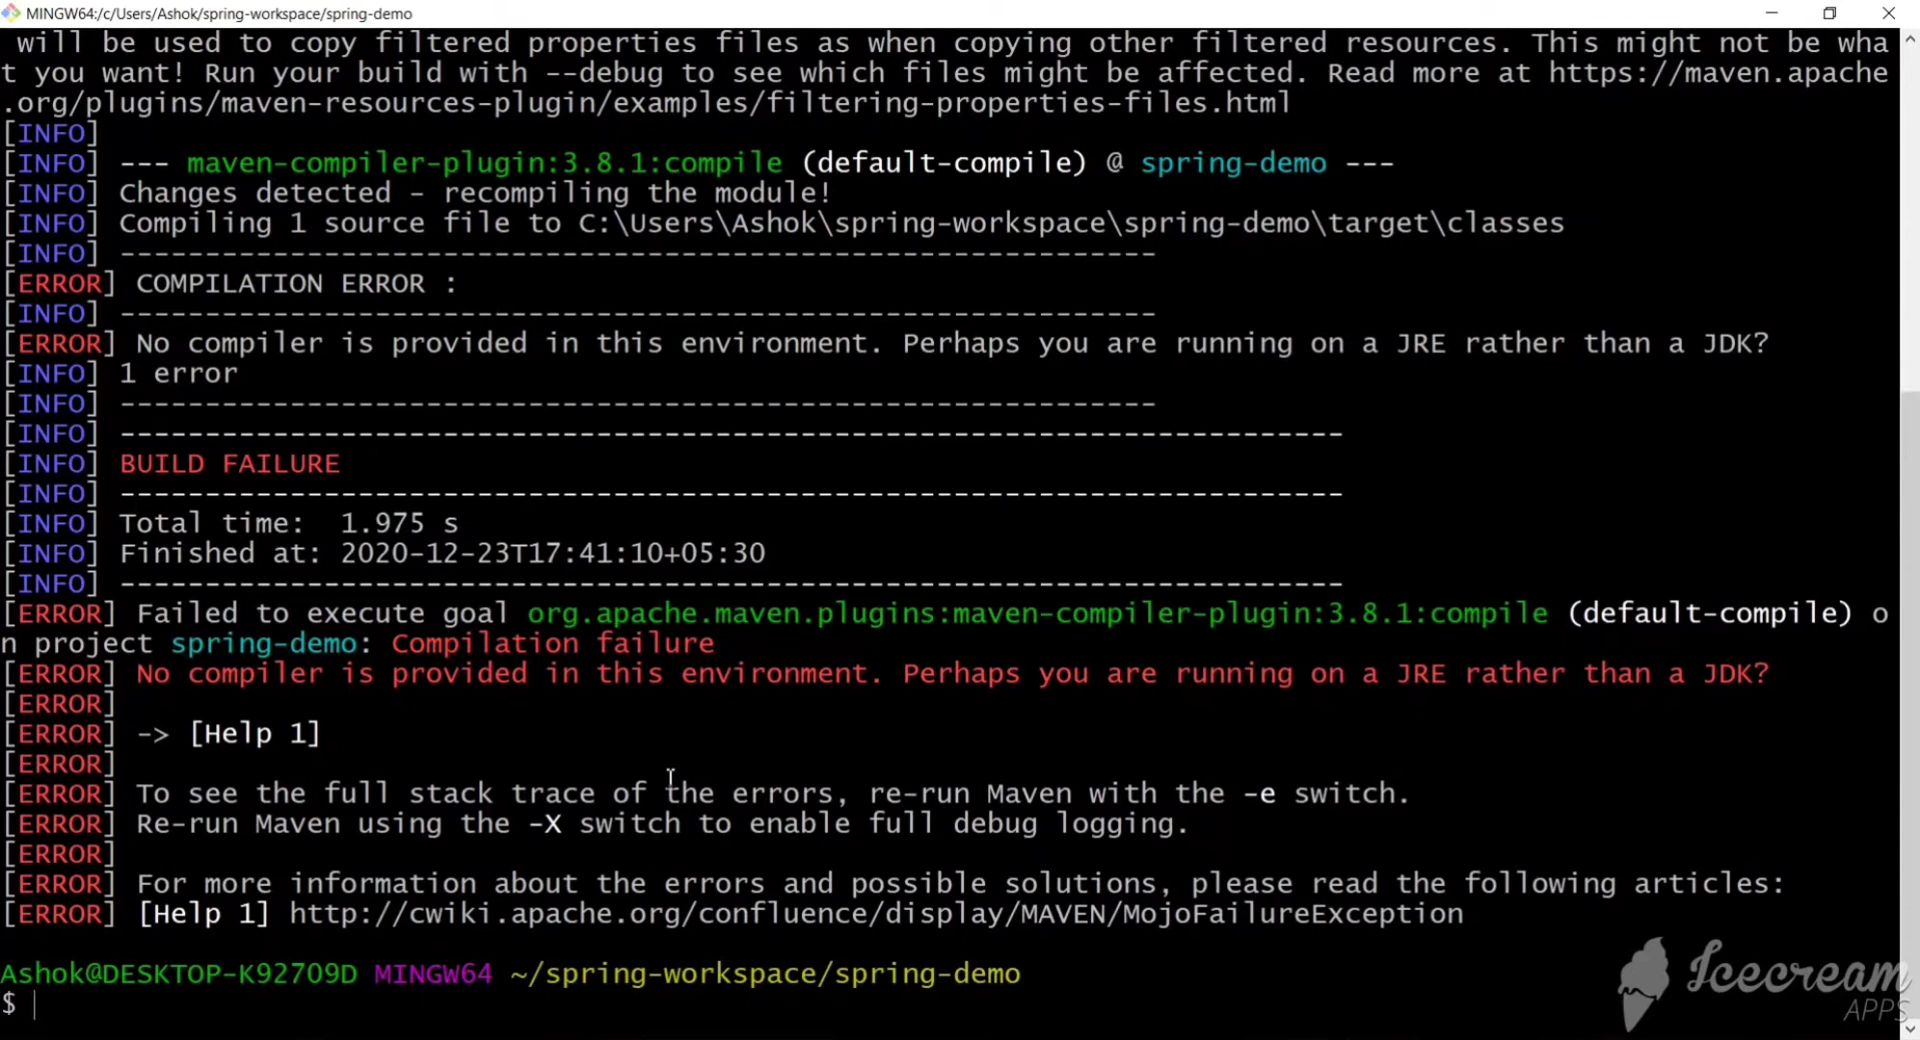 MINGW64:/c/Users/Ashok/spring-workspace/spring-demo
will be used to copy filtered properties files as when copying other filtered resources. This might not be wha
t you want! Run your build with --debug to see which files might be affected. Read more at https://maven.apache
.org/plugins/maven-resources-plugin/examples/filtering-properties-files.html
[INFO]
[INFO] --- maven-compiler-plugin:3.8.1:compile (default-compile) @ spring-demo ---
[INFO] Changes detected - recompiling the module!
[INFO] Compiling 1 source file to C:\Users\Ashok\spring-workspace\spring-demo\target\classes
[INFO] -------------------------------------------------------------
[ERROR] COMPILATION ERROR :
[INFO] -------------------------------------------------------------
[ERROR] No compiler is provided in this environment. Perhaps you are running on a JRE rather than a JDK?
[INFO] 1 error
[INFO] -------------------------------------------------------------
[INFO] ------------------------------------------------------------------------
[INFO] BUILD FAILURE
[INFO] ------------------------------------------------------------------------
[INFO] Total time:  1.975 s
[INFO] Finished at: 2020-12-23T17:41:10+05:30
[INFO] ------------------------------------------------------------------------
[ERROR] Failed to execute goal org.apache.maven.plugins:maven-compiler-plugin:3.8.1:compile (default-compile) o
n project spring-demo: Compilation failure
[ERROR] No compiler is provided in this environment. Perhaps you are running on a JRE rather than a JDK?
[ERROR]
[ERROR] -> [Help 1]
[ERROR]
[ERROR] To see the full stack trace of the errors, re-run Maven with the -e switch.
[ERROR] Re-run Maven using the -X switch to enable full debug logging.
[ERROR]
[ERROR] For more information about the errors and possible solutions, please read the following articles:
[ERROR] [Help 1] http://cwiki.apache.org/confluence/display/MAVEN/MojoFailureException
Ashok@DESKTOP-K92709D MINGW64 ~/spring-workspace/spring-demo
$
Icecream
APPS